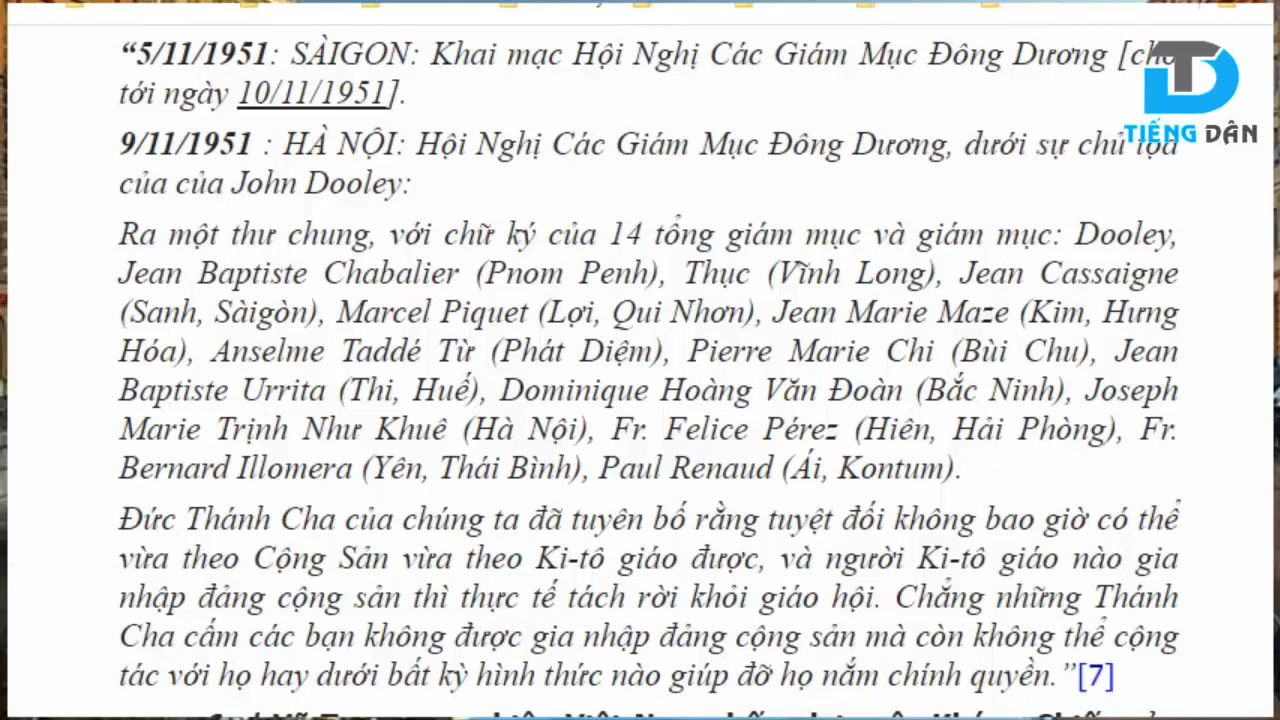 “5/11/1951: SÀIGON: Khai mạc Hội Nghị Các Giám Mục Đông Dương [cho
tới ngày 10/11/1951].
TIẾNG DÂN
9/11/1951 : HÀ NỘI: Hội Nghị Các Giám Mục Đông Dương, dưới sự chủ tọa
của của John Dooley:
Ra một thư chung, với chữ ký của 14 tổng giám mục và giám mục: Dooley,
Jean Baptiste Chabalier (Pnom Penh), Thục (Vĩnh Long), Jean Cassaigne
(Sanh, Sàigòn), Marcel Piquet (Lợi, Qui Nhơn), Jean Marie Maze (Kim, Hưng
Hóa), Anselme Taddé Từ (Phát Diệm), Pierre Marie Chi (Bùi Chu), Jean
Baptiste Urrita (Thi, Huế), Dominique Hoàng Văn Đoàn (Bắc Ninh), Joseph
Marie Trịnh Như Khuê (Hà Nội), Fr. Felice Pérez (Hiên, Hải Phòng), Fr.
Bernard Illomera (Yên, Thái Bình), Paul Renaud (Ái, Kontum).
Đức Thánh Cha của chúng ta đã tuyên bố rằng tuyệt đối không bao giờ có thể
vừa theo Cộng Sản vừa theo Ki-tô giáo được, và người Ki-tô giáo nào gia
nhập đảng cộng sản thì thực tế tách rời khỏi giáo hội. Chẳng những Thánh
Cha cấm các bạn không được gia nhập đảng cộng sản mà còn không thể cộng
tác với họ hay dưới bất kỳ hình thức nào giúp đỡ họ nắm chính quyền.”[7]